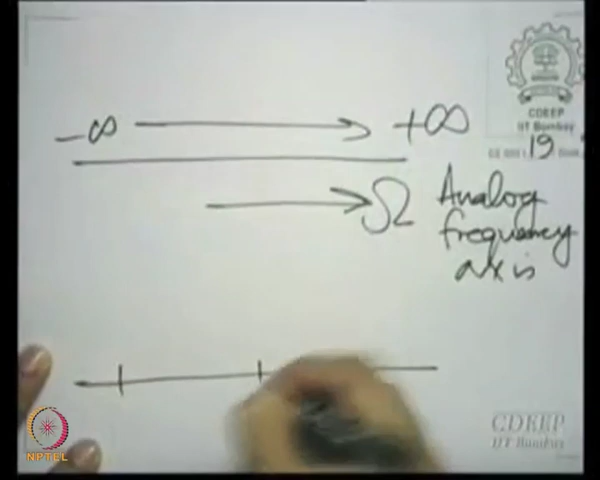 -∞ → +∞
→ Ω Analog
frequency
axis
CDEEP
IIT Bombay
19
CDEEP
IIT Bombay
NPTEL